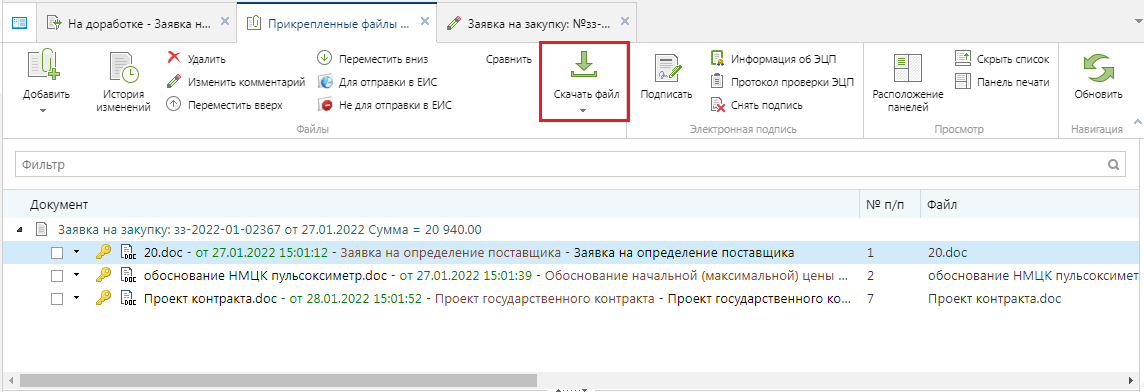 На доработке - Заявка н...
Прикрепленные файлы ...
Заявка на закупку: №зз-...
Добавить
История изменений
Удалить
Изменить комментарий
Переместить вверх
Переместить вниз
Для отправки в ЕИС
Не для отправки в ЕИС
Сравнить
Скачать файл
Файлы
Подписать
Информация об ЭЦП
Протокол проверки ЭЦП
Снять подпись
Электронная подпись
Расположение панелей
Скрыть список
Панель печати
Просмотр
Обновить
Навигация
Фильтр
Документ № п/п Файл
Заявка на закупку: зз-2022-01-02367 от 27.01.2022 Сумма = 20 940.00
20.doc - от 27.01.2022 15:01:12 - Заявка на определение поставщика - Заявка на определение поставщика 1 20.doc
обоснование НМЦК пульсоксиметр.doc - от 27.01.2022 15:01:39 - Обоснование начальной (максимальной) цены ... 2 обоснование НМЦК пульсоксиметр
Проект контракта.doc - от 28.01.2022 15:01:52 - Проект государственного контракта - Проект государственного ко... 7 Проект контракта.doc